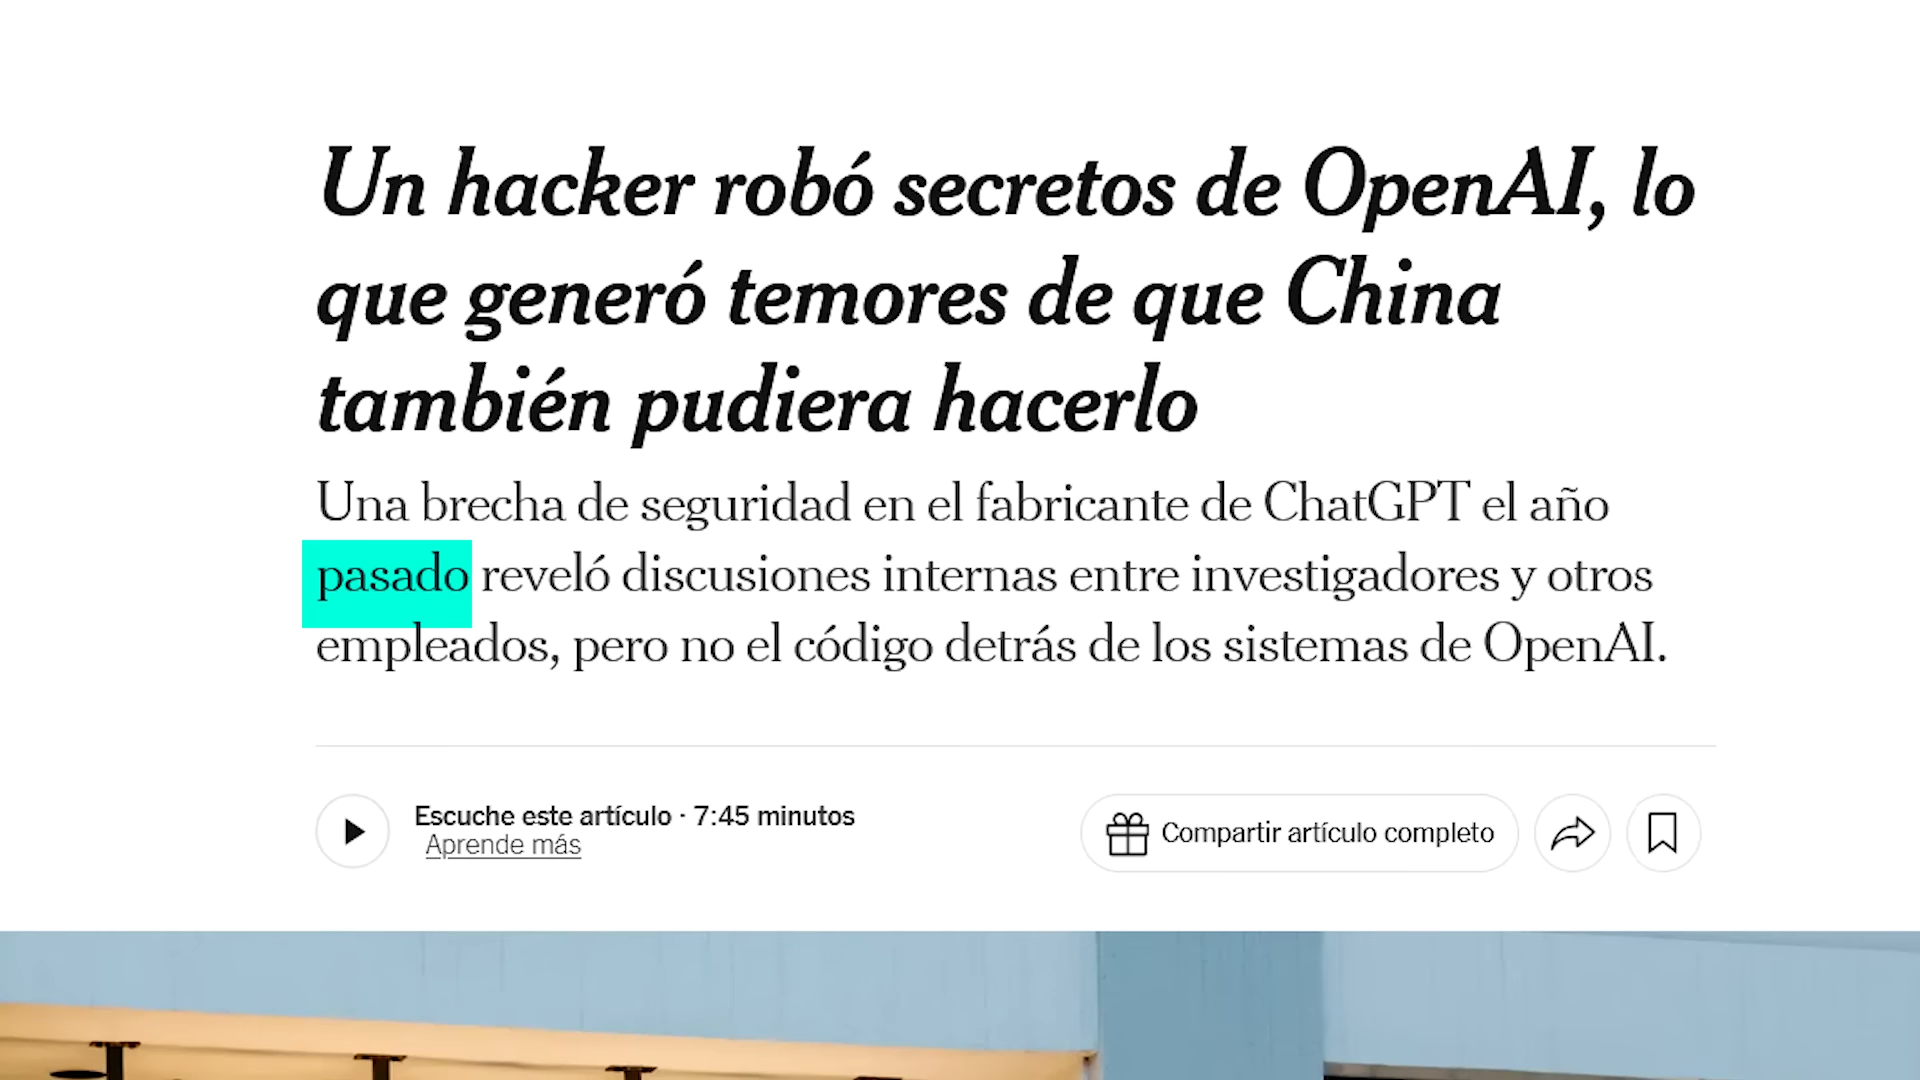 Un hacker robó secretos de OpenAI, lo
que generó temores de que China
también pudiera hacerlo
Una brecha de seguridad en el fabricante de ChatGPT el año
pasado reveló discusiones internas entre investigadores y otros
empleados, pero no el código detrás de los sistemas de OpenAI.
Escuche este artículo · 7:45 minutos
Aprende más
Compartir artículo completo